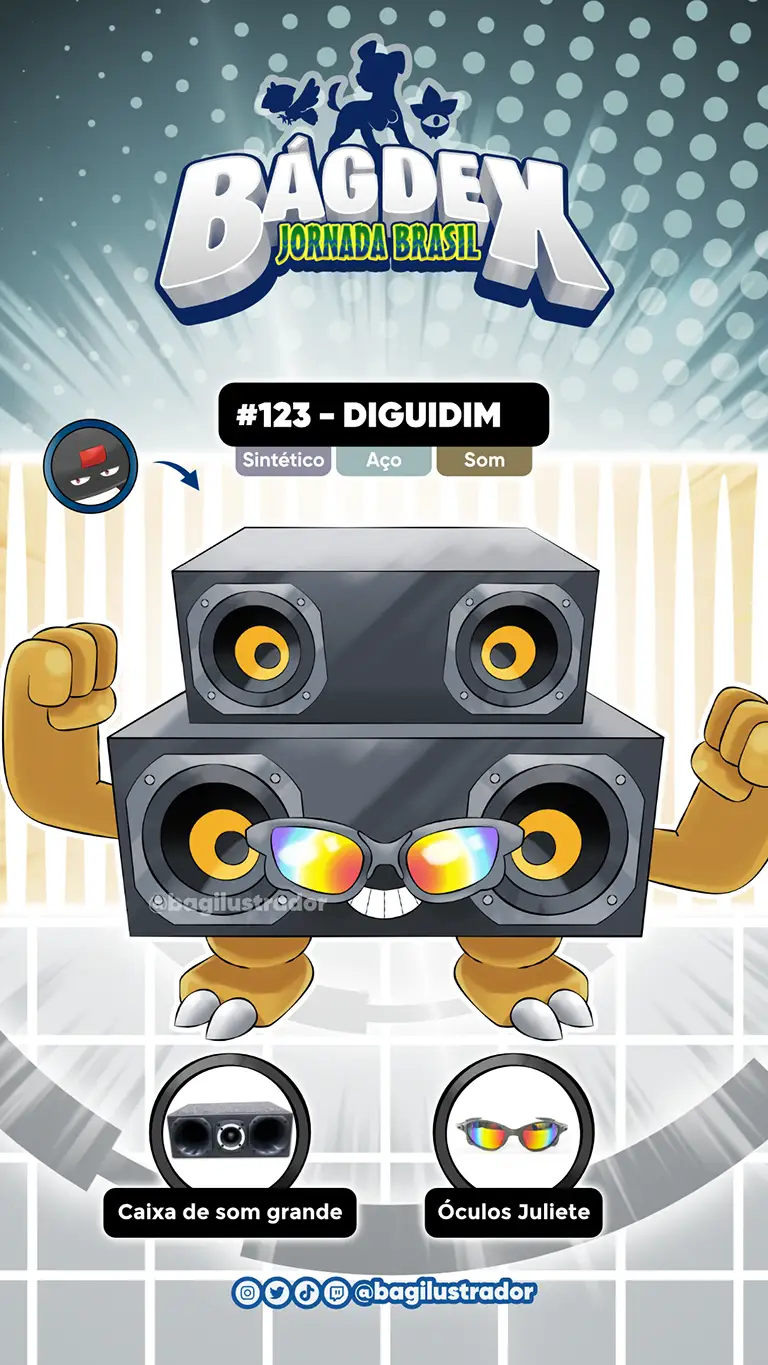 BÁGDEX
JORNADA BRASIL
#123 - DIGUIDIM
Sintético Aço Som
@bagilustrador
Caixa de som grande
Óculos Juliete
@bagilustrador